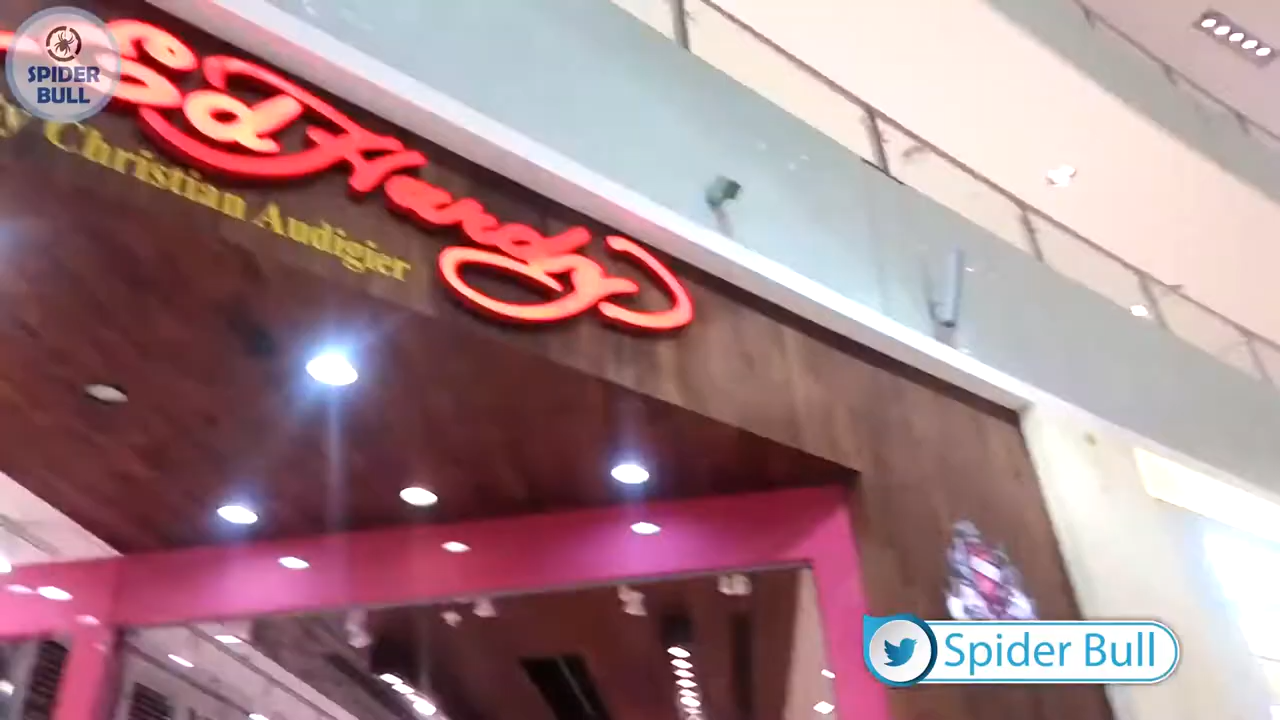 SPIDER
BULL
Ed Hardy
y Christian Audigier
Spider Bull